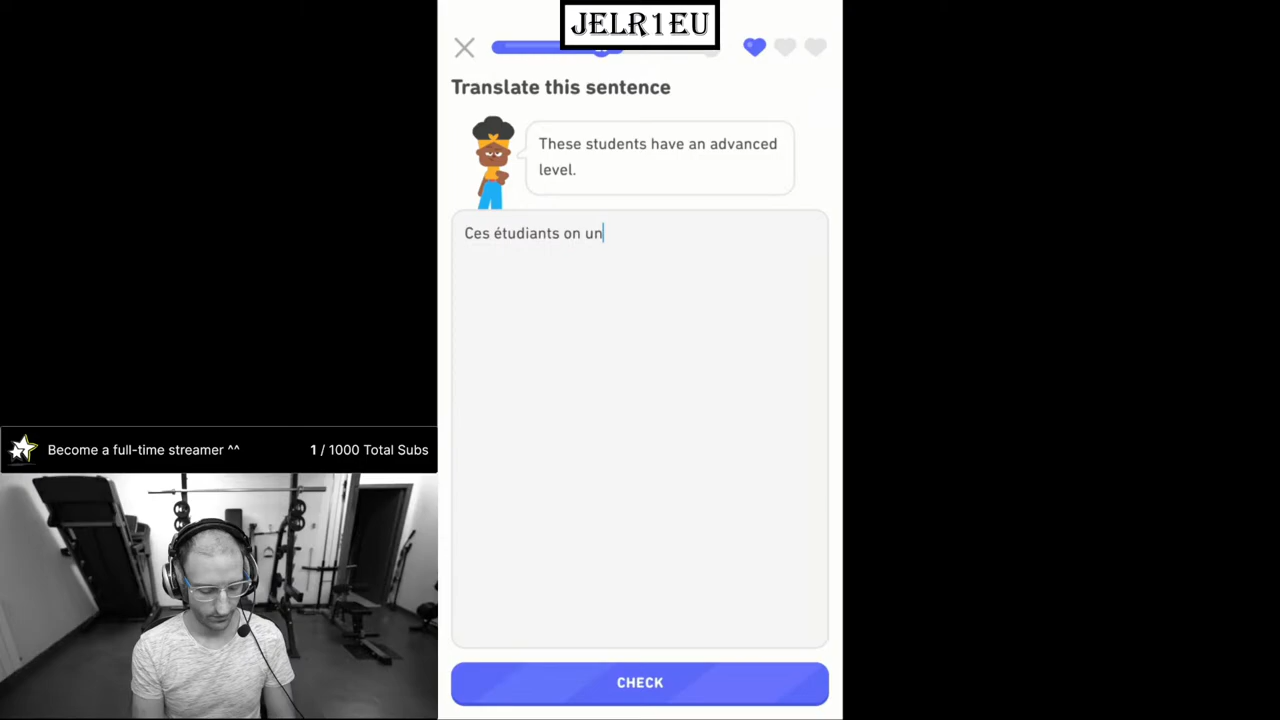 JELR1EU
Translate this sentence
These students have an advanced
level.
Ces étudiants on un
Become a full-time streamer ^^ 1 / 1000 Total Subs
CHECK